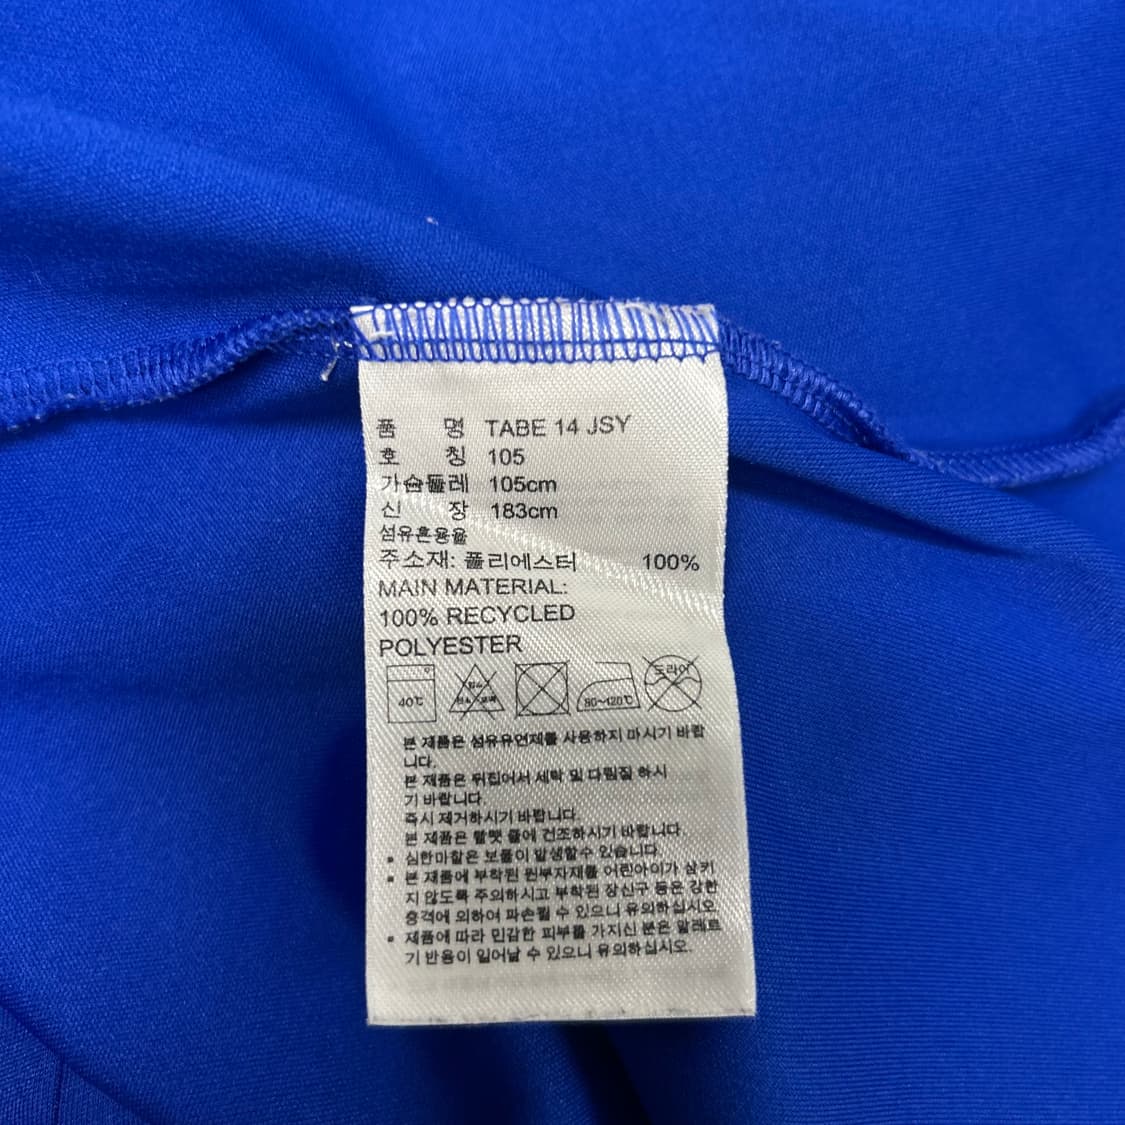 품 명 TABE 14 JSY
호 칭 105
가슴둘레 105cm
신 장 183cm
섬유혼용율
주소재: 폴리에스터 100%
MAIN MATERIAL:
100% RECYCLED
POLYESTER
40℃ 염소 표백 80~120℃ 드라이
본 제품은 섬유유연제를 사용하지 마시기 바랍
니다.
본 제품은 뒤집어서 세탁 및 다림질 하시
기 바랍니다.
즉시 제거하시기 바랍니다.
본 제품은 햇볕 아래 건조하시기 바랍니다.
▪ 심한마찰은 보풀이 발생할수 있습니다.
▪ 본 제품에 부착된 원부자재를 어린아이가 삼키
지 않도록 주의하시고 부착된 장신구 등은 강한
충격에 의하여 파손될 수 있으니 유의하십시오.
▪ 제품에 따라 민감한 피부를 가지신 분은 알레르
기 반응이 일어날 수 있으니 유의하십시오.